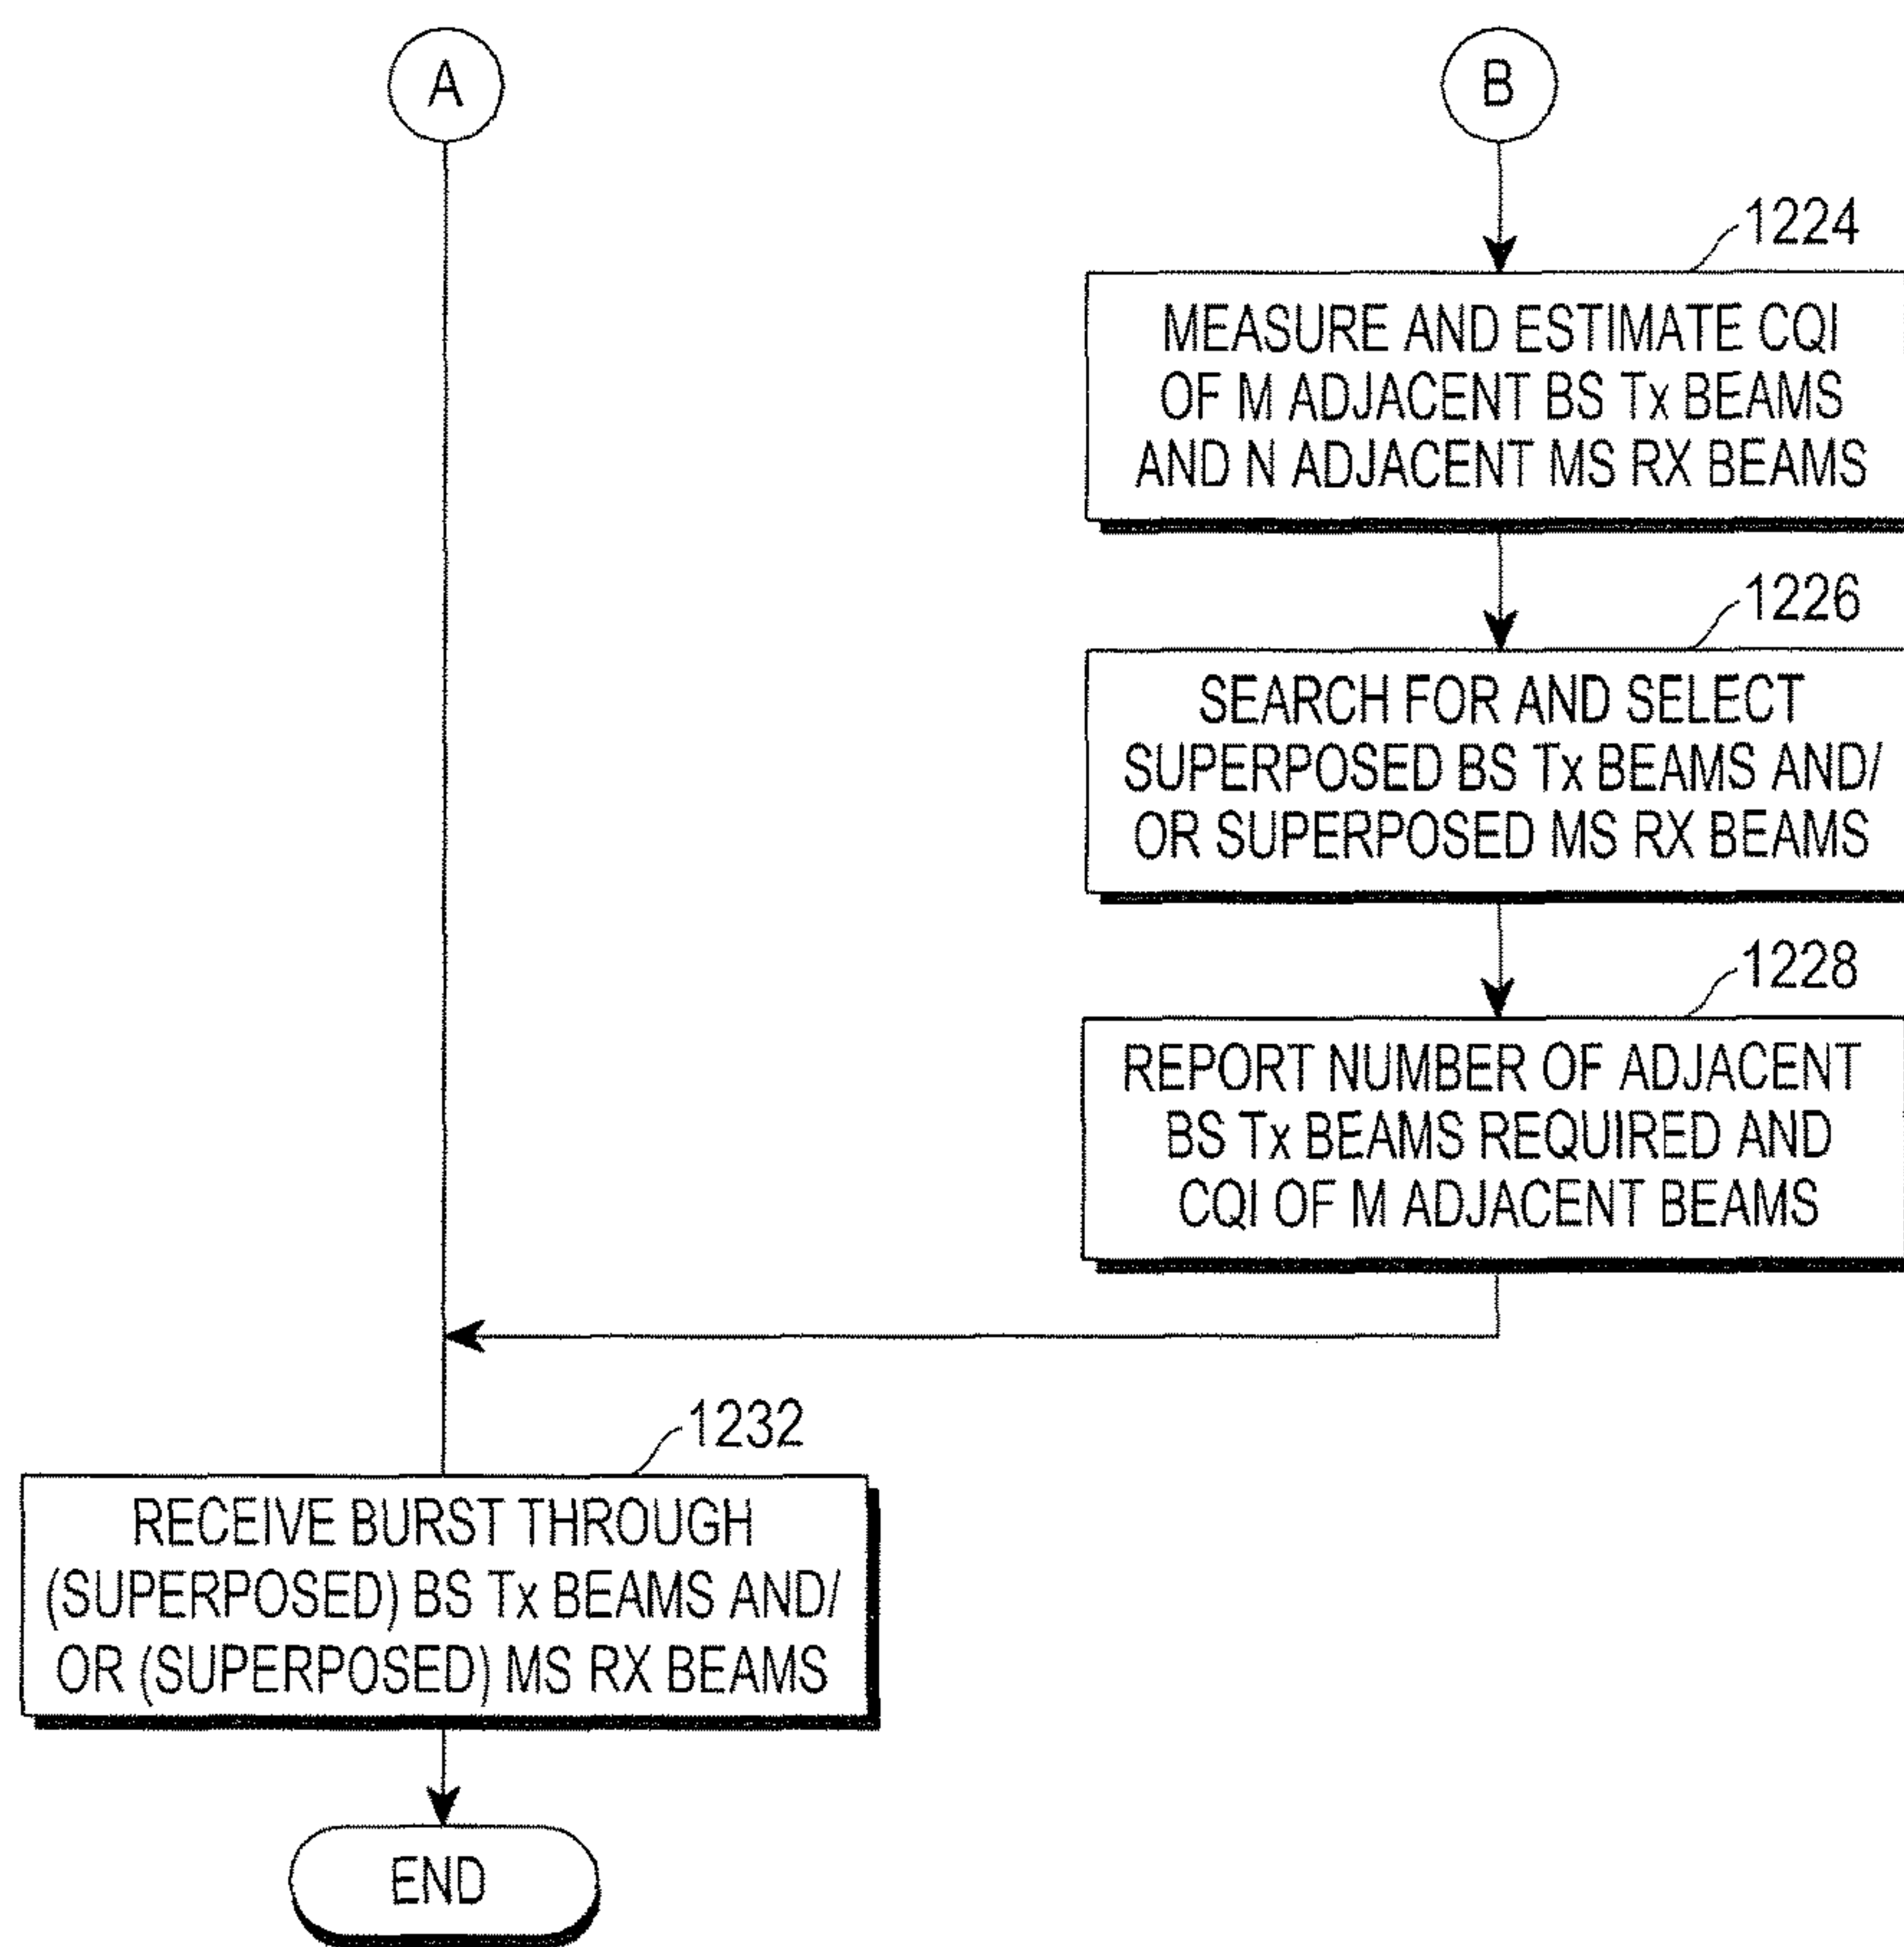 A
B
1224
MEASURE AND ESTIMATE CQI
OF M ADJACENT BS Tx BEAMS
AND N ADJACENT MS RX BEAMS
1226
SEARCH FOR AND SELECT
SUPERPOSED BS Tx BEAMS AND/
OR SUPERPOSED MS RX BEAMS
1228
REPORT NUMBER OF ADJACENT
BS Tx BEAMS REQUIRED AND
CQI OF M ADJACENT BEAMS
1232
RECEIVE BURST THROUGH
(SUPERPOSED) BS Tx BEAMS AND/
OR (SUPERPOSED) MS RX BEAMS
END